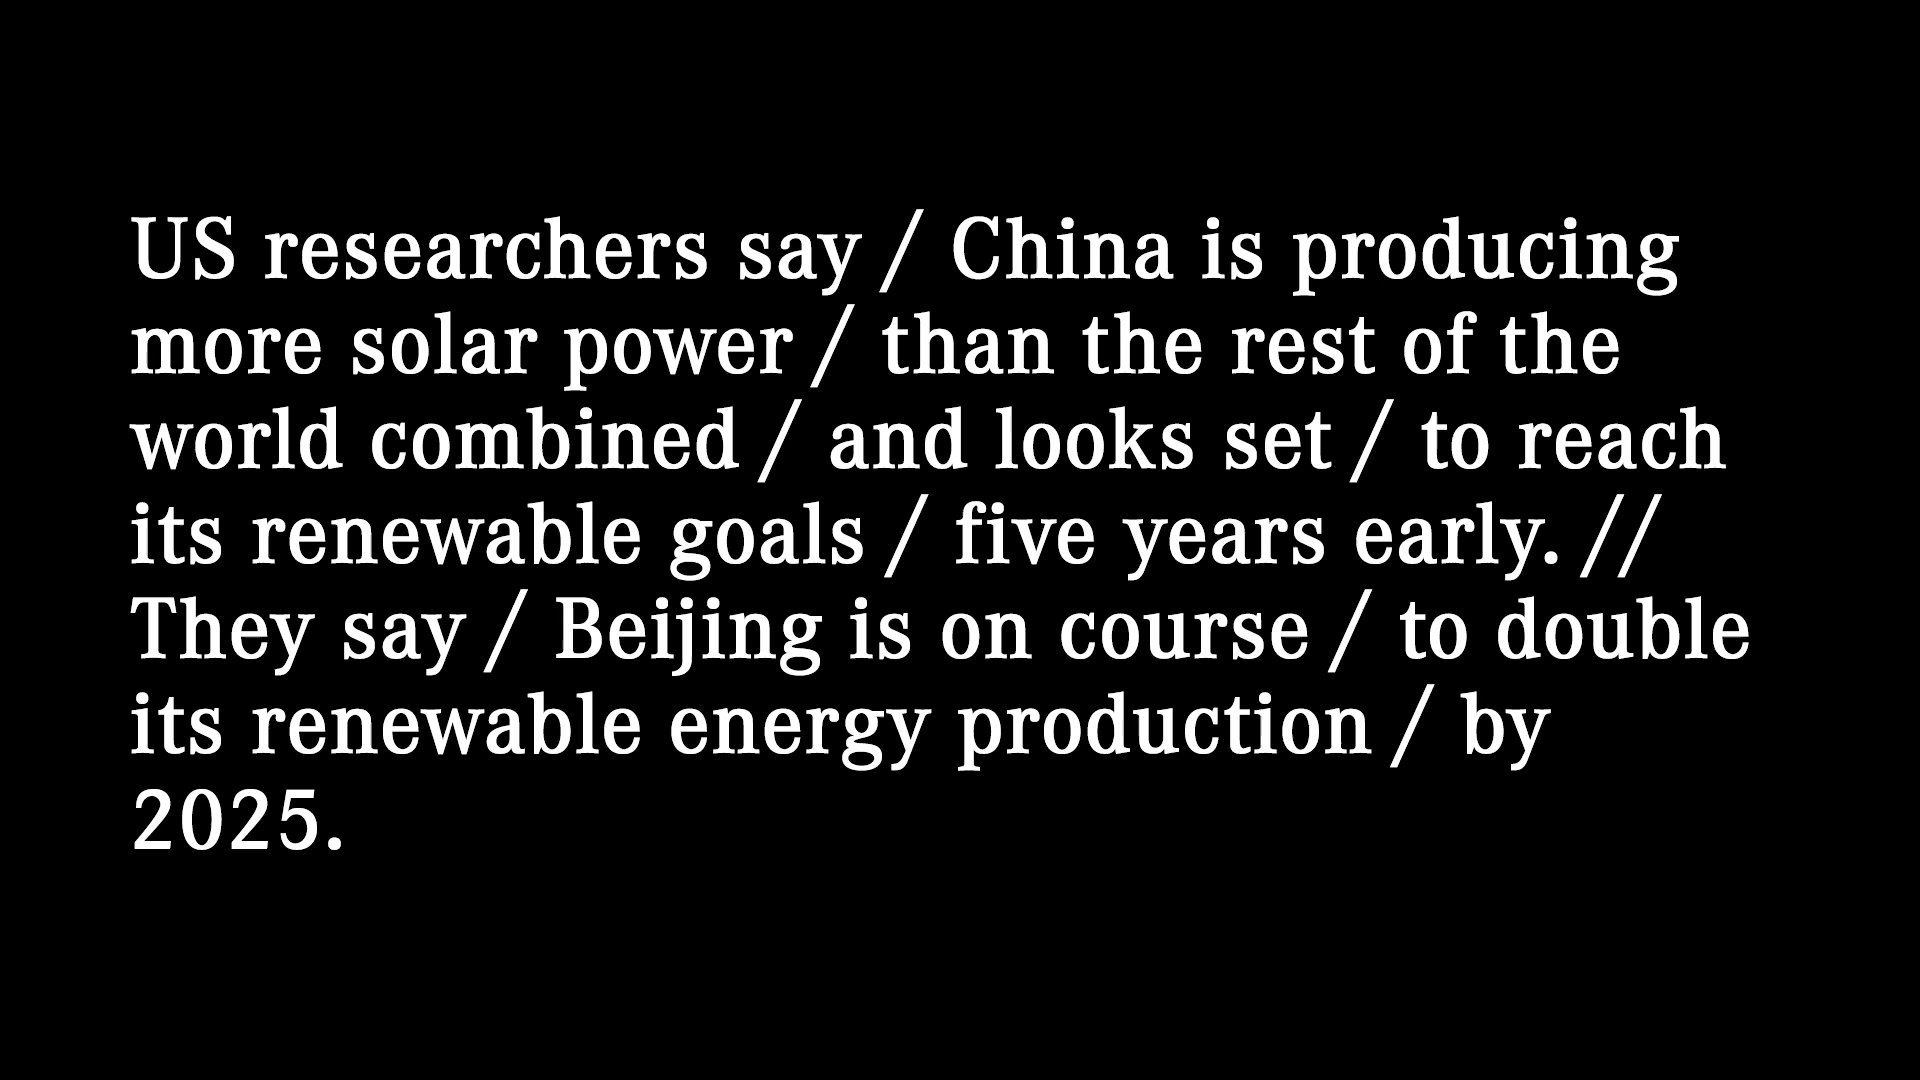 US researchers say / China is producing
more solar power / than the rest of the
world combined / and looks set / to reach
its renewable goals / five years early. //
They say / Beijing is on course / to double
its renewable energy production / by
2025.